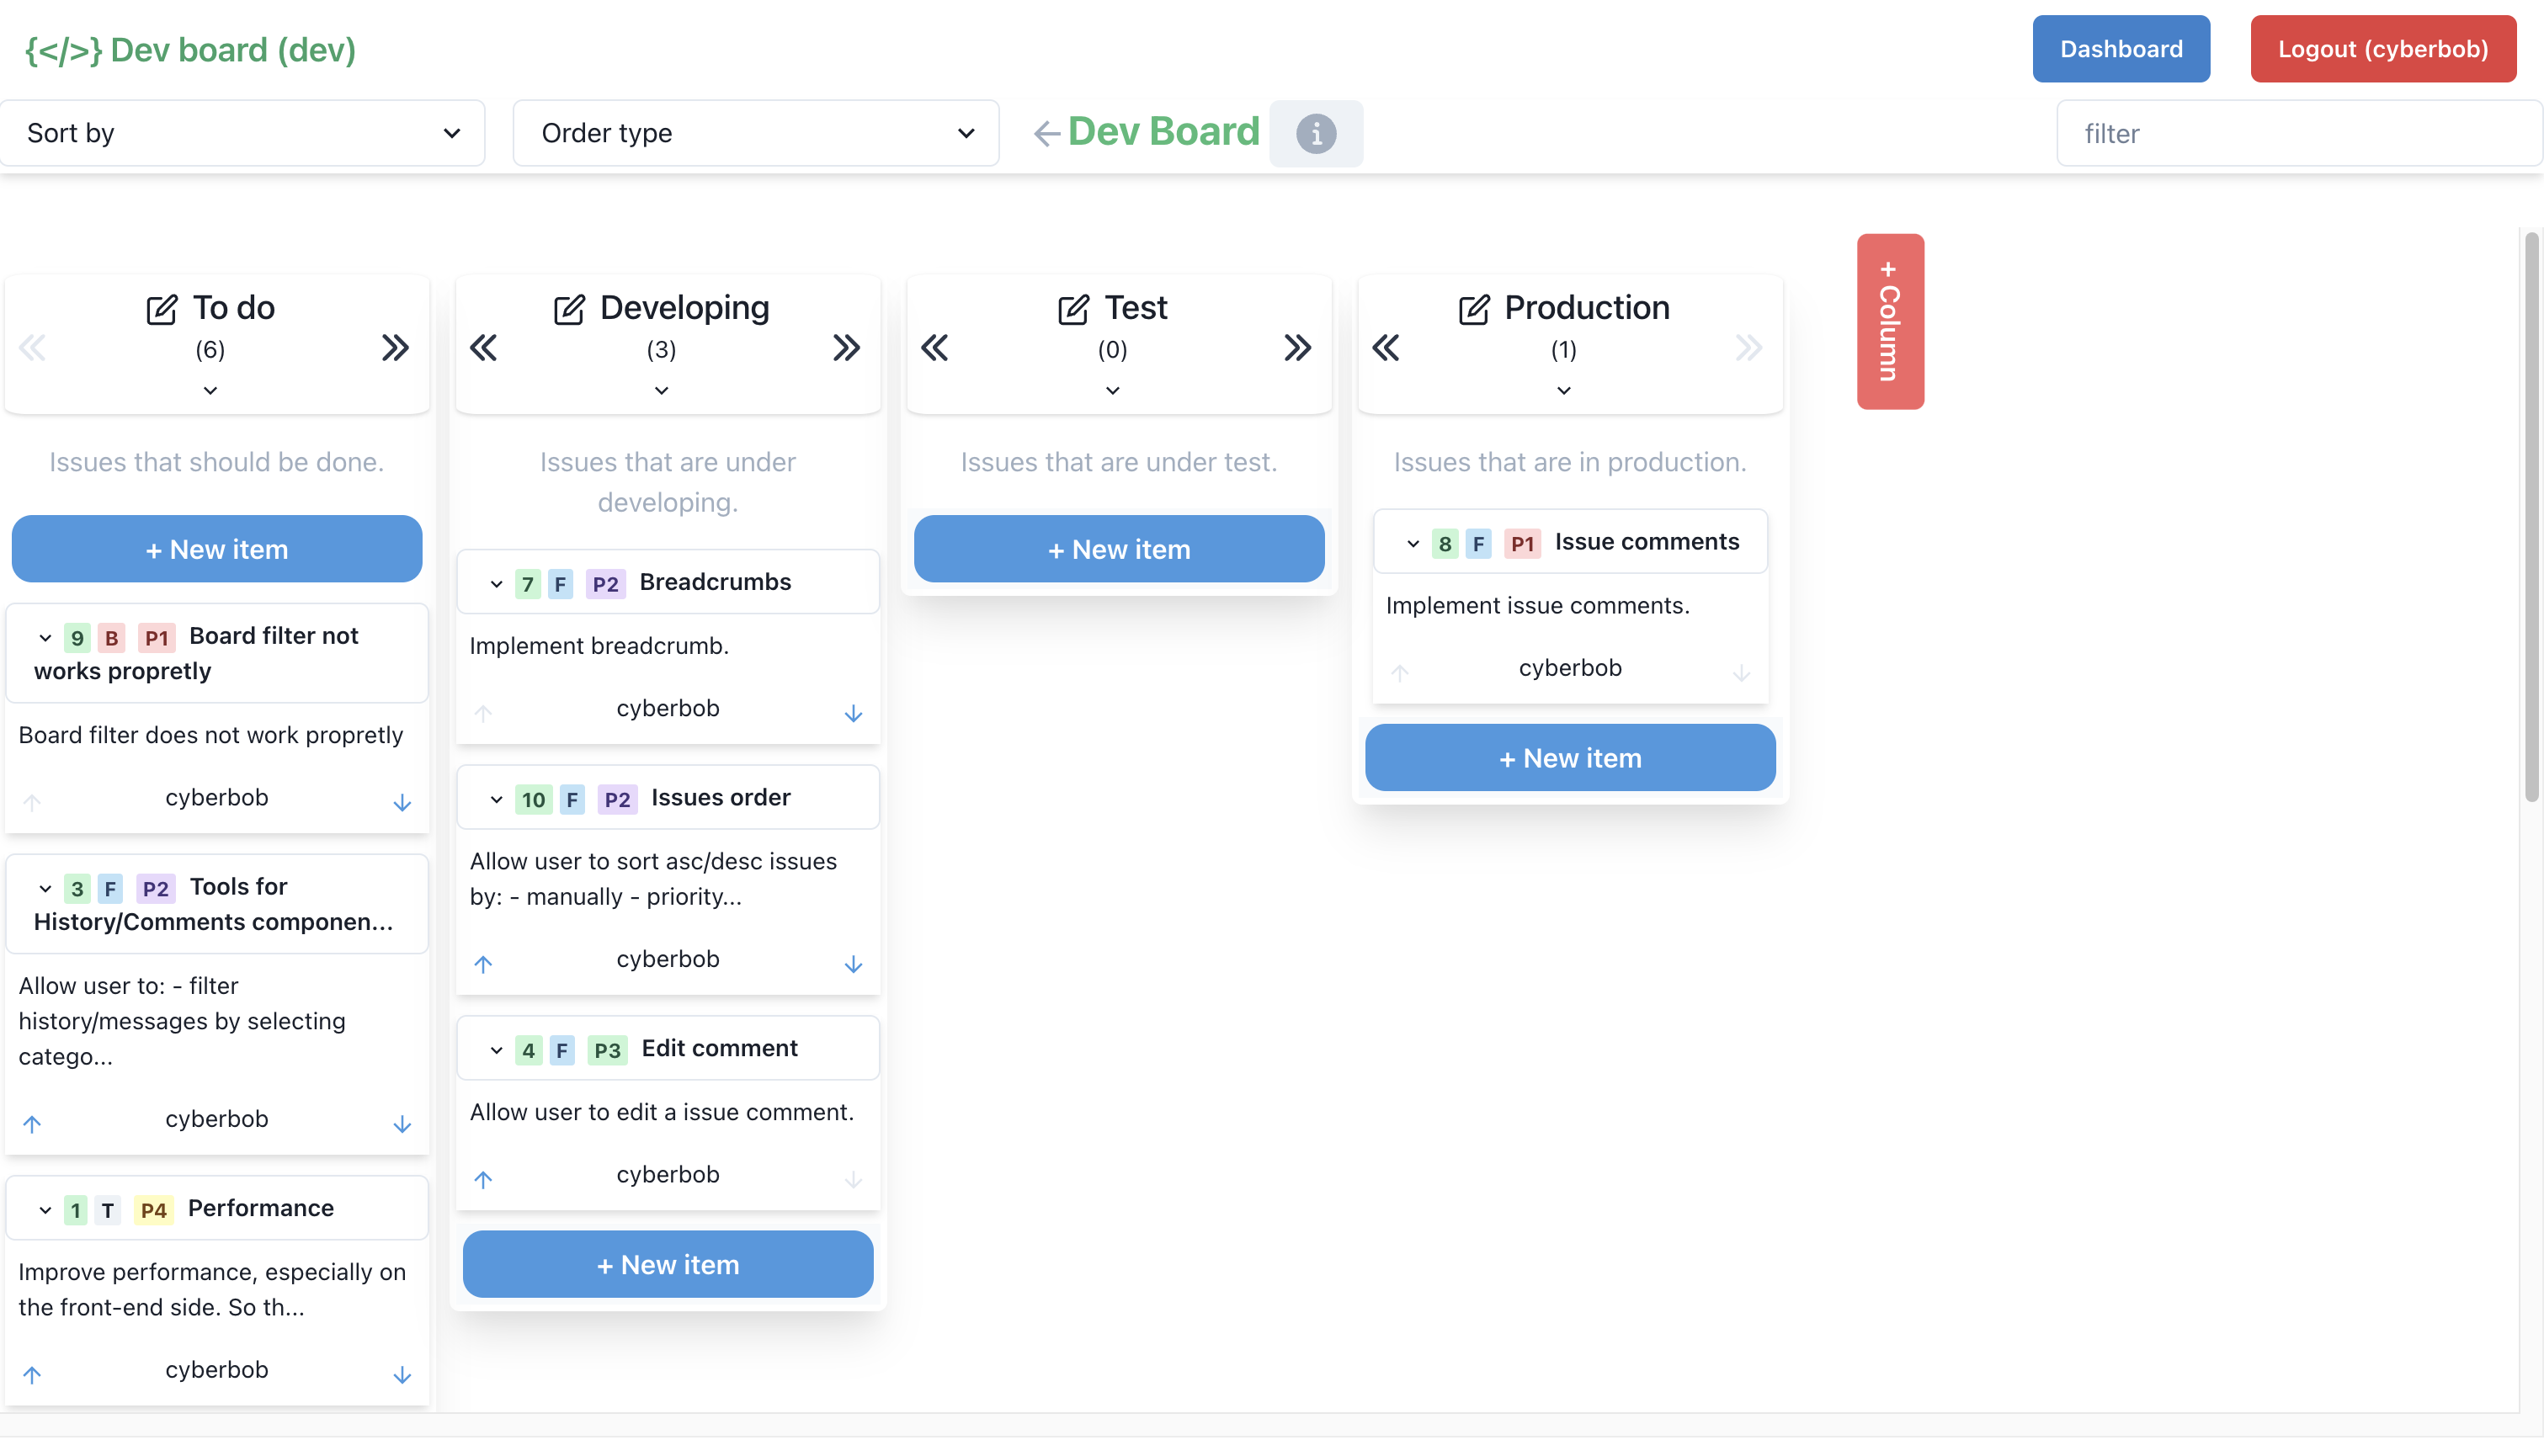 {</>} Dev board (dev)
Dashboard
Logout (cyberbob)
Sort by
Order type
Dev Board
filter
To do
(6)
Issues that should be done.
+ New item
9 B P1 Board filter not
works propretly
Board filter does not work propretly
cyberbob
3 F P2 Tools for
History/Comments componen...
Allow user to: - filter
history/messages by selecting
catego...
cyberbob
1 T P4 Performance
Improve performance, especially on
the front-end side. So th...
cyberbob
Developing
(3)
Issues that are under
developing.
7 F P2 Breadcrumbs
Implement breadcrumb.
cyberbob
10 F P2 Issues order
Allow user to sort asc/desc issues
by: - manually - priority...
cyberbob
4 F P3 Edit comment
Allow user to edit a issue comment.
cyberbob
+ New item
Test
(0)
Issues that are under test.
+ New item
Production
(1)
Issues that are in production.
8 F P1 Issue comments
Implement issue comments.
cyberbob
+ New item
+ Column